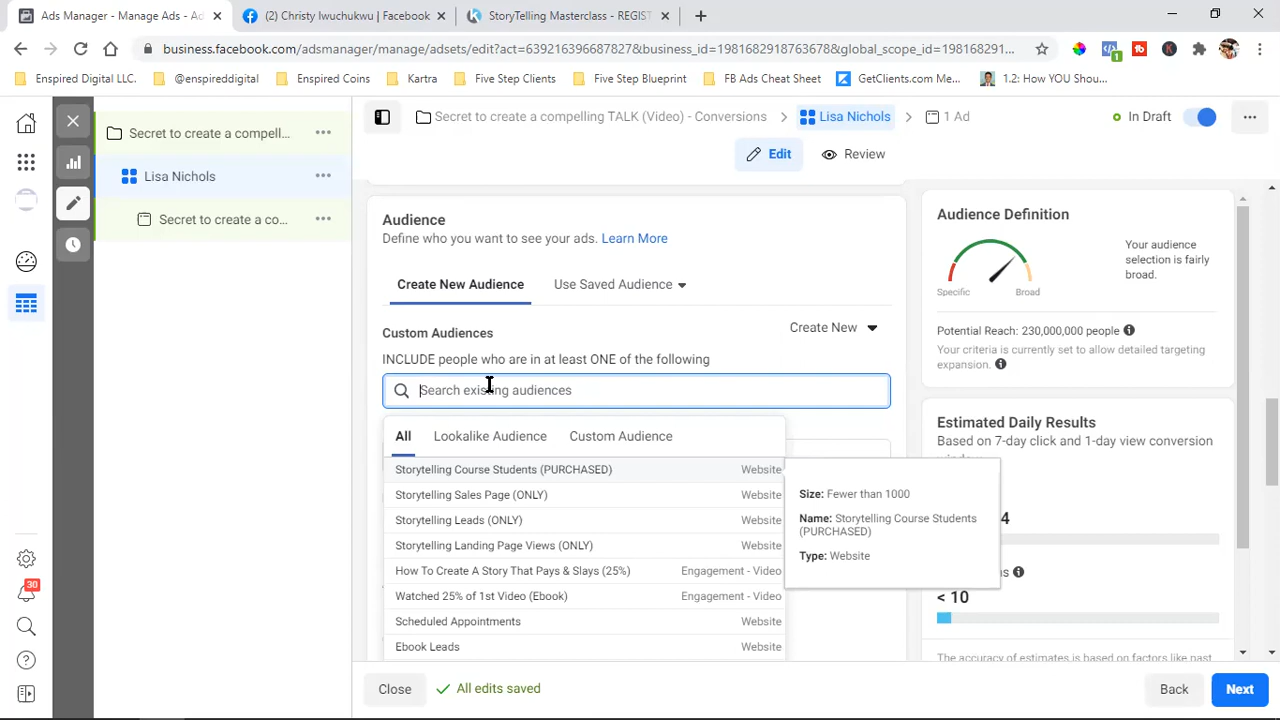 Ads Manager - Manage Ads - Ad
(2) Christy Iwuchukwu | Facebook
StoryTelling Masterclass - REGIST
business.facebook.com/adsmanager/manage/assets/edit?act=639216396687827&business_id=1981682918763678&global_scope_id=198168291...
Enspired Digital LLC.
@enspireddigital
Enspired Coins
Kartra
Five Step Clients
Five Step Blueprint
FB Ads Cheat Sheet
GetClients.com Me...
1.2: How YOU Shou...
Secret to create a compelling TALK (Video) - Conversions
Lisa Nichols
1 Ad
In Draft
Edit
Review
Secret to create a compell...
Lisa Nichols
Secret to create a co...
30
Audience
Define who you want to see your ads. Learn More
Create New Audience
Use Saved Audience
Custom Audiences
Create New
INCLUDE people who are in at least ONE of the following
Search existing audiences
All
Lookalike Audience
Custom Audience
Storytelling Course Students (PURCHASED) Website
Storytelling Sales Page (ONLY) Website
Storytelling Leads (ONLY) Website
Storytelling Landing Page Views (ONLY) Website
How To Create A Story That Pays & Slays (25%) Engagement - Video
Watched 25% of 1st Video (Ebook) Engagement - Video
Scheduled Appointments Website
Ebook Leads Website
Size: Fewer than 1000
Name: Storytelling Course Students
(PURCHASED)
Type: Website
Audience Definition
Specific
Broad
Your audience
selection is fairly
broad.
Potential Reach: 230,000,000 people
Your criteria is currently set to allow detailed targeting
expansion.
Estimated Daily Results
Based on 7-day click and 1-day view conversion
4
< 10
The accuracy of estimates is based on factors like past
Close
All edits saved
Back
Next